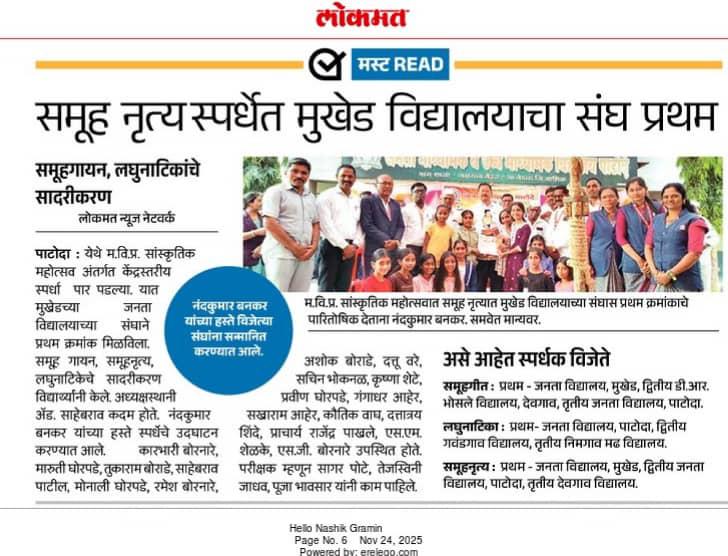 लोकमत
मस्ट READ
समूह नृत्य स्पर्धेत मुखेड विद्यालयाचा संघ प्रथम
समूहगायन, लघुनाटिकांचे
सादरीकरण
लोकमत न्यूज नेटवर्क
पाटोदा : येथे म.वि.प्र. सांस्कृतिक
महोत्सव अंतर्गत केंद्रस्तरीय
स्पर्धा पार पडल्या. यात
मुखेडच्या जनता
विद्यालयाच्या संघाने
प्रथम क्रमांक मिळविला.
समूह गायन, समूहनृत्य,
लघुनाटिकेचे सादरीकरण
विद्यार्थ्यांनी केले. अध्यक्षस्थानी
ॲड. साहेबराव कदम होते. नंदकुमार
बनकर यांच्या हस्ते स्पर्धेचे उदघाटन
करण्यात आले. कारभारी बोरनारे,
मारुती घोरपडे, तुकाराम बोराडे, साहेबराव
पाटील, मोनाली घोरपडे, रमेश बोरनारे,
नंदकुमार बनकर
यांच्या हस्ते विजेत्या
संघांना सन्मानित
करण्यात आले.
अशोक बोराडे, दत्तू वरे,
सचिन भोकनळ, कृष्णा शेटे,
प्रवीण घोरपडे, गंगाधर आहेर,
सखाराम आहेर, कौतिक वाघ, दत्तात्रय
शिंदे, प्राचार्य राजेंद्र पाखले, एस.एम.
शेळके, एस.जी. बोरनारे उपस्थित होते.
परीक्षक म्हणून सागर पोटे, तेजस्विनी
जाधव, पूजा भावसार यांनी काम पाहिले.
म.वि.प्र. सांस्कृतिक महोत्सवात समूह नृत्यात मुखेड विद्यालयाच्या संघास प्रथम क्रमांकाचे
पारितोषिक देताना नंदकुमार बनकर. समवेत मान्यवर.
असे आहेत स्पर्धक विजेते
समूहगीत : प्रथम - जनता विद्यालय, मुखेड, द्वितीय डी.आर.
भोसले विद्यालय, देवगाव, तृतीय जनता विद्यालय, पाटोदा.
लघुनाटिका : प्रथम- जनता विद्यालय, पाटोदा, द्वितीय
गवंडगाव विद्यालय, तृतीय निमगाव मढ विद्यालय.
समूहनृत्य : प्रथम - जनता विद्यालय, मुखेड, द्वितीय जनता
विद्यालय, पाटोदा, तृतीय देवगाव विद्यालय.
Hello Nashik Gramin
Page No. 6 Nov 24, 2025
Powered by: erelego.com